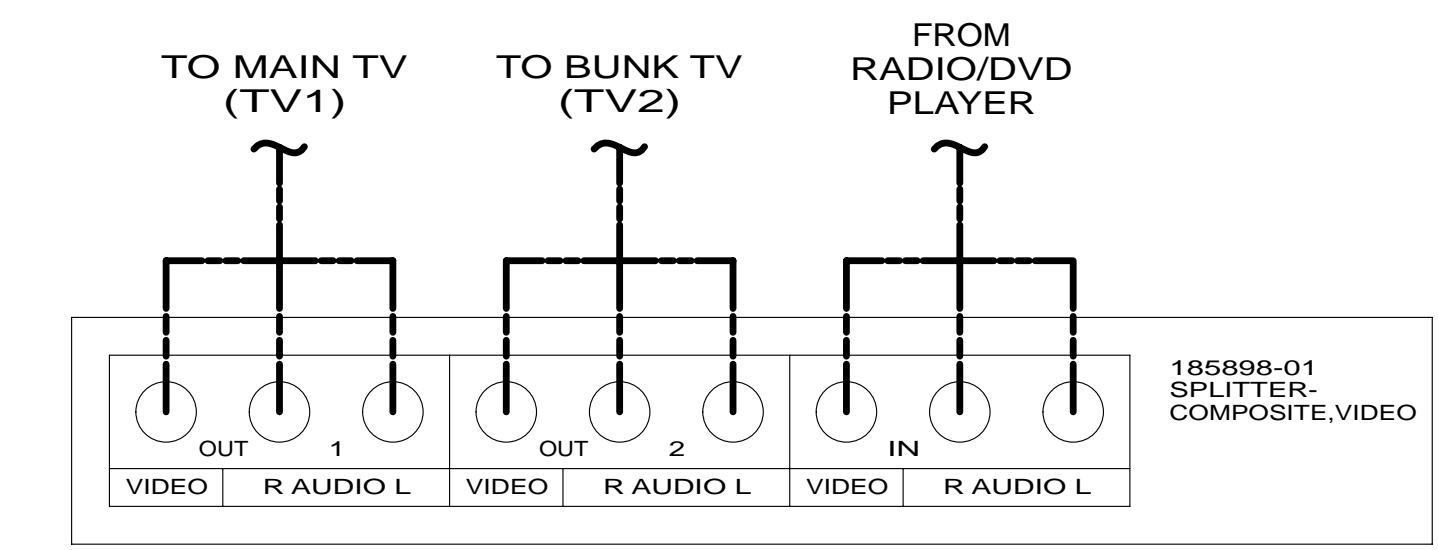 TO MAIN TV
(TV1)
TO BUNK TV
(TV2)
FROM
RADIO/DVD
PLAYER
185898-01
SPLITTER-
COMPOSITE,VIDEO
OUT 1
OUT 2
IN
VIDEO
R AUDIO L
VIDEO
R AUDIO L
VIDEO
R AUDIO L